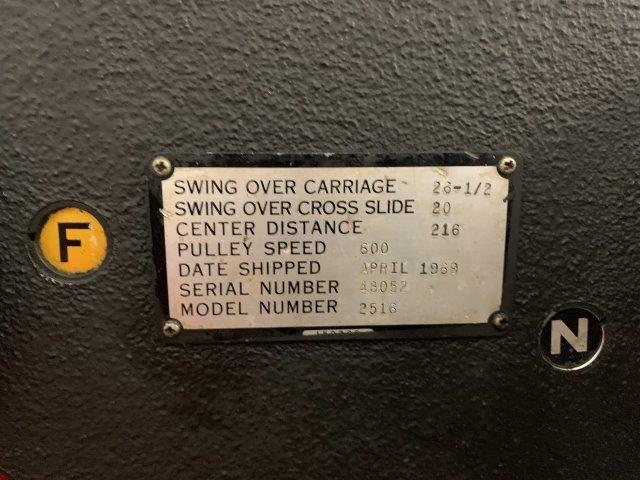 SWING OVER CARRIAGE 26-1/2
SWING OVER CROSS SLIDE 20
CENTER DISTANCE 216
PULLEY SPEED 600
DATE SHIPPED APRIL 1969
SERIAL NUMBER 48052
MODEL NUMBER 2516
F
N